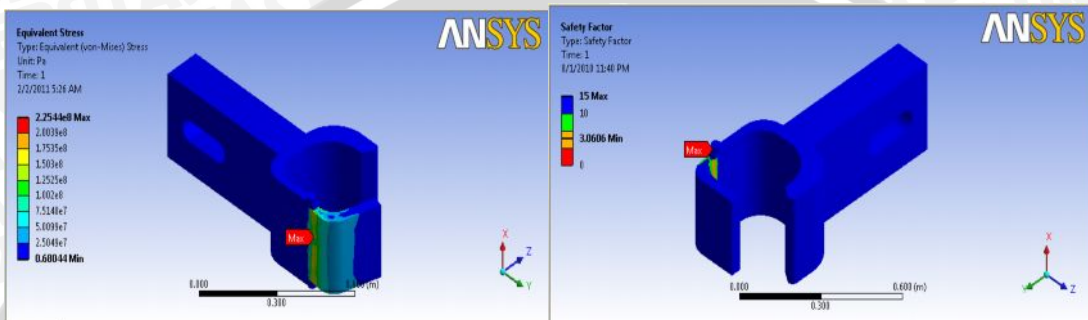 Equivalent Stress
Type: Equivalent (von-Mises) Stress
Unit: Pa
Time: 1
2/2/2011 5:26 AM
2.2544e8 Max
2.0039e8
1.7535e8
1.503e8
1.2525e8
1.002e8
7.5148e7
5.0099e7
2.5049e7
0.60044 Min
ANSYS
Max
X
Z
Y
0.000
0.600 (m)
0.300
Safety Factor
Type: Safety Factor
Time: 1
8/1/2010 11:40 PM
15 Max
10
3.0606 Min
0
ANSYS
Max
X
Y
Z
0.000
0.600 (m)
0.300